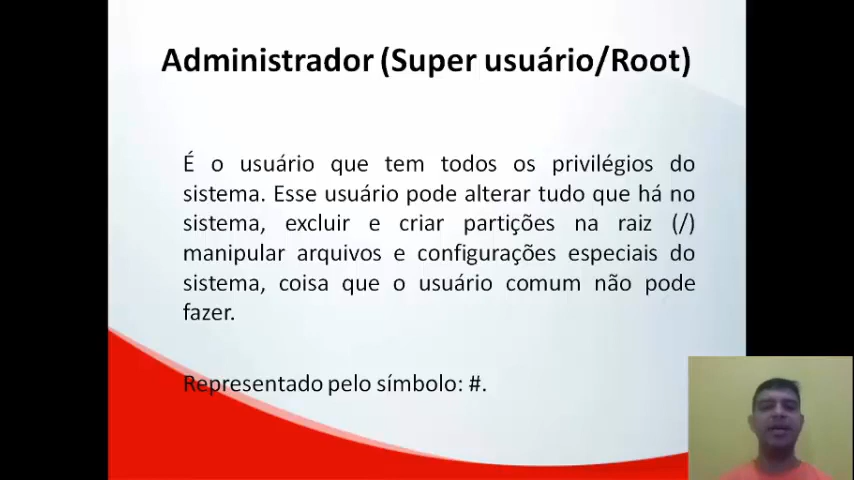 Administrador (Super usuário/Root)
É o usuário que tem todos os privilégios do
sistema. Esse usuário pode alterar tudo que há no
sistema, excluir e criar partições na raiz (/)
manipular arquivos e configurações especiais do
sistema, coisa que o usuário comum não pode
fazer.
Representado pelo símbolo: #.